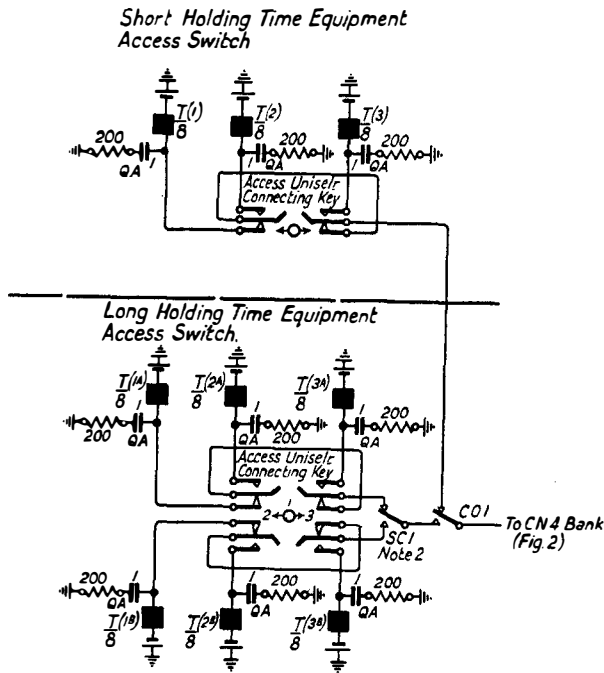 Short Holding Time Equipment
Access Switch
T(1)
8
T(2)
8
T(3)
8
200
1
QA
1
QA
200
1
QA
200
Access Uniselr
Connecting Key
Long Holding Time Equipment
Access Switch.
T(1A)
8
T(2A)
8
T(3A)
8
200
1
QA
1
QA
200
1
QA
200
Access Uniselr
Connecting Key
1
2
3
SC1
Note 2
CO1
To CN4 Bank
(Fig. 2)
200
1
QA
1
QA
200
1
QA
200
T(1B)
8
T(2B)
8
T(3B)
8